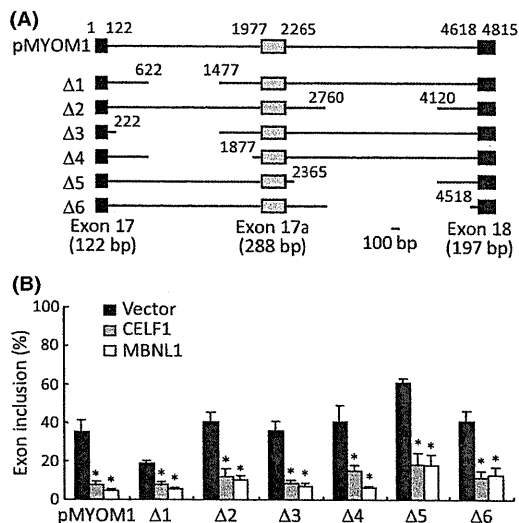 (A)
1 122 1977 2265 4618 4815
pMYOM1
622 1477
Δ1
2760 4120
Δ2
222
Δ3
1877
Δ4
2365
Δ5
4518
Δ6
Exon 17 Exon 17a Exon 18
(122 bp) (288 bp) 100 bp (197 bp)
(B)
100
80
60
40
20
0
Exon inclusion (%)
Vector
CELF1
MBNL1
* * * * * * * * * * * * * *
pMYOM1 Δ1 Δ2 Δ3 Δ4 Δ5 Δ6